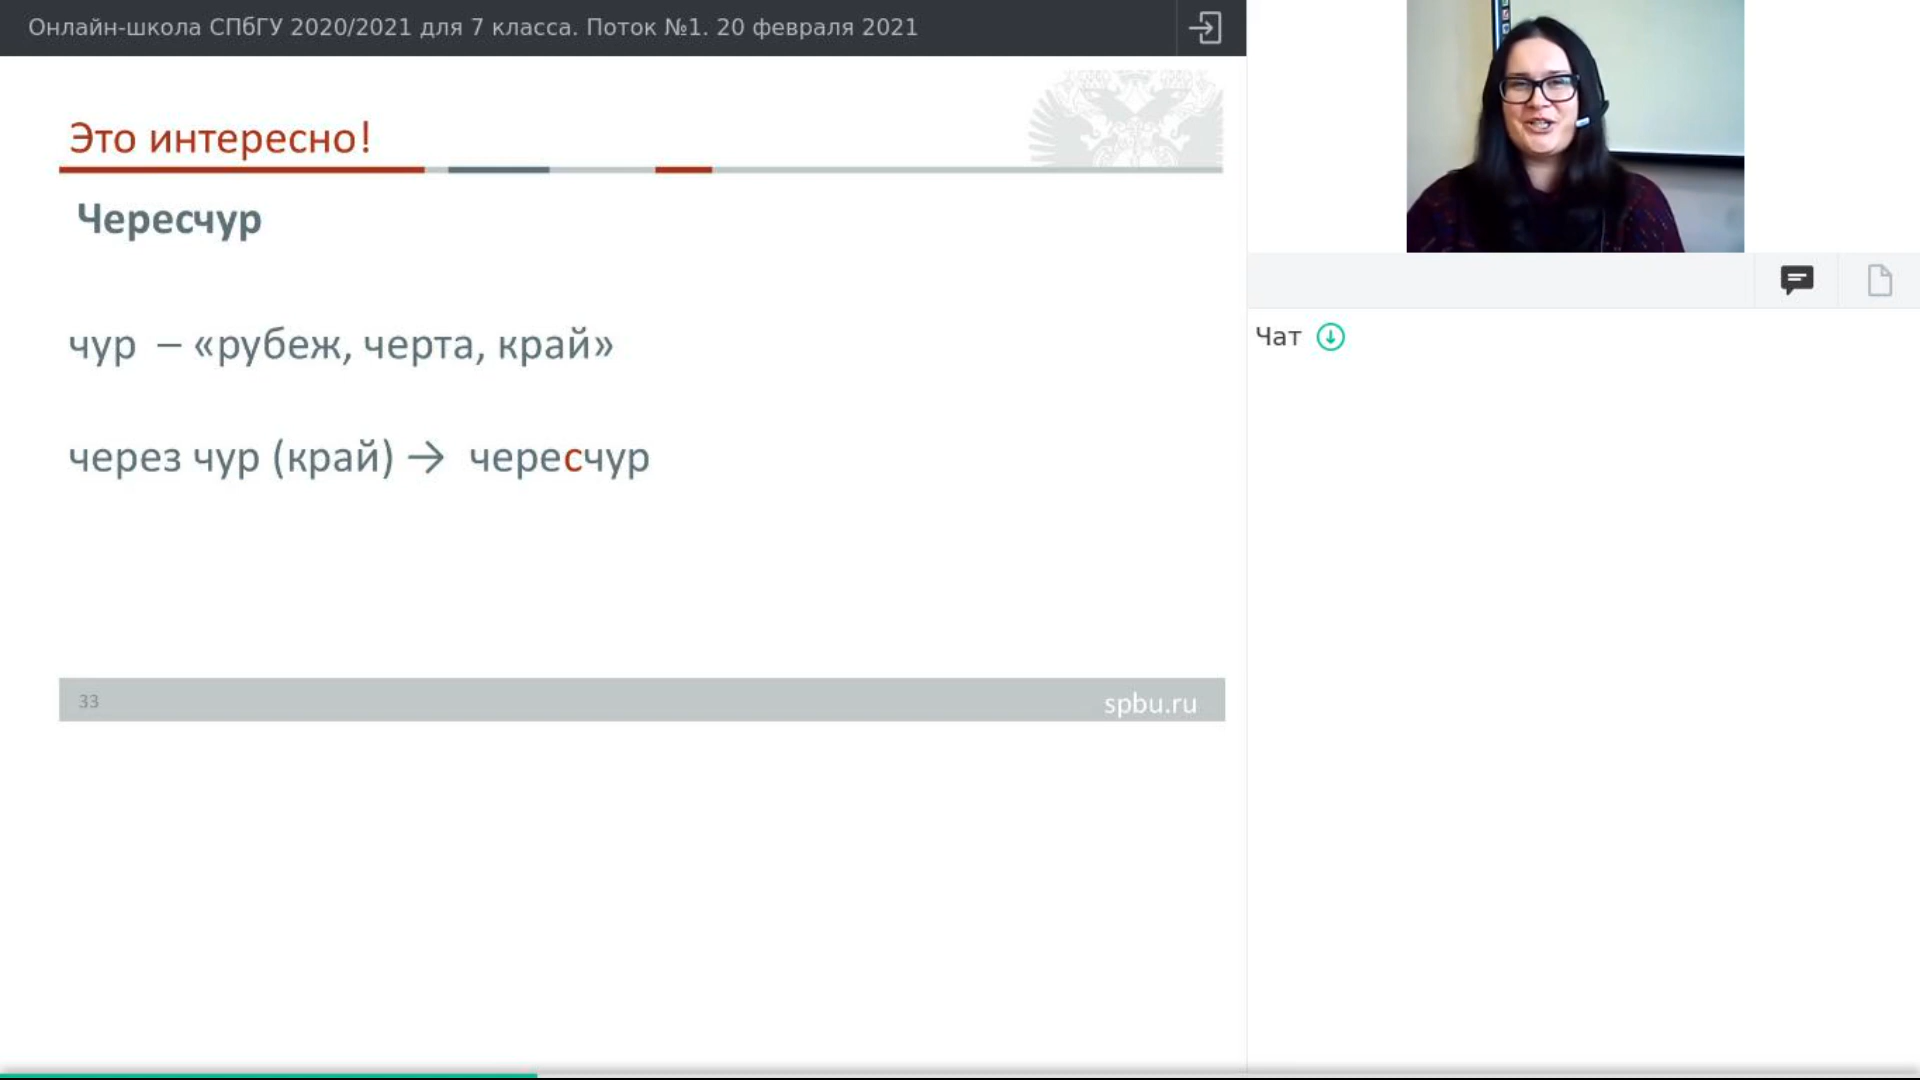 Онлайн-школа СПбГУ 2020/2021 для 7 класса. Поток №1. 20 февраля 2021
Это интересно!
Чересчур
чур – «рубеж, черта, край»
через чур (край) → чересчур
33
spbu.ru
Чат